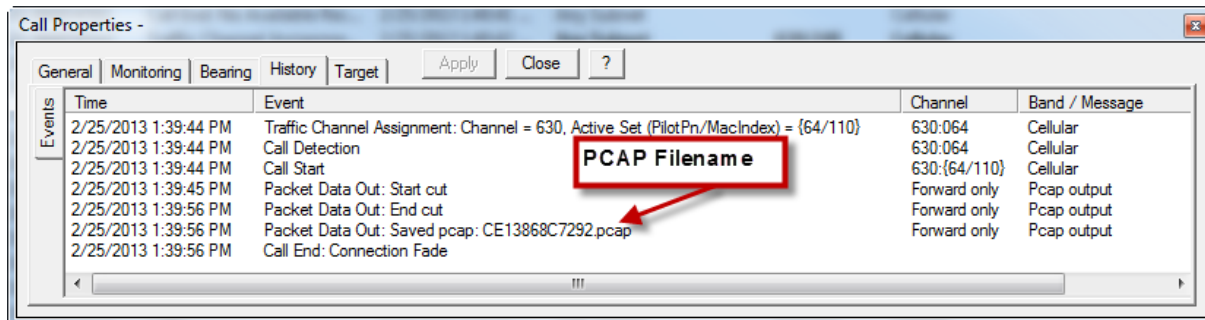 Call Properties -
General Monitoring Bearing History Target Apply Close ?
Events
Time Event Channel Band / Message
2/25/2013 1:39:44 PM Traffic Channel Assignment: Channel = 630, Active Set (PilotPn/MacIndex) = {64/110} 630:064 Cellular
2/25/2013 1:39:44 PM Call Detection 630:064 Cellular
2/25/2013 1:39:44 PM Call Start 630:{64/110} Cellular
2/25/2013 1:39:45 PM Packet Data Out: Start cut Forward only Pcap output
2/25/2013 1:39:56 PM Packet Data Out: End cut Forward only Pcap output
2/25/2013 1:39:56 PM Packet Data Out: Saved pcap: CE13868C7292.pcap Forward only Pcap output
2/25/2013 1:39:56 PM Call End: Connection Fade
PCAP Filename